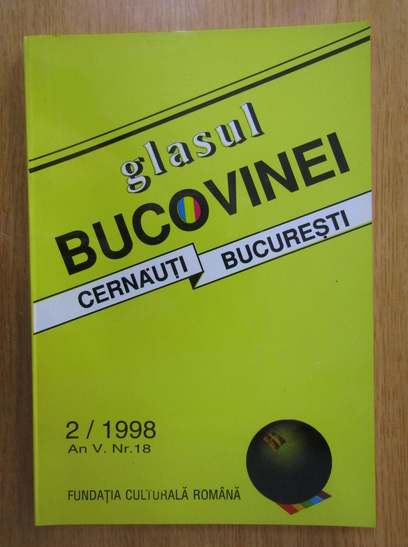 glasul
BUCOVINEI
CERNĂUȚI BUCUREȘTI
2 / 1998
An V. Nr.18
FUNDAȚIA CULTURALĂ ROMÂNĂ